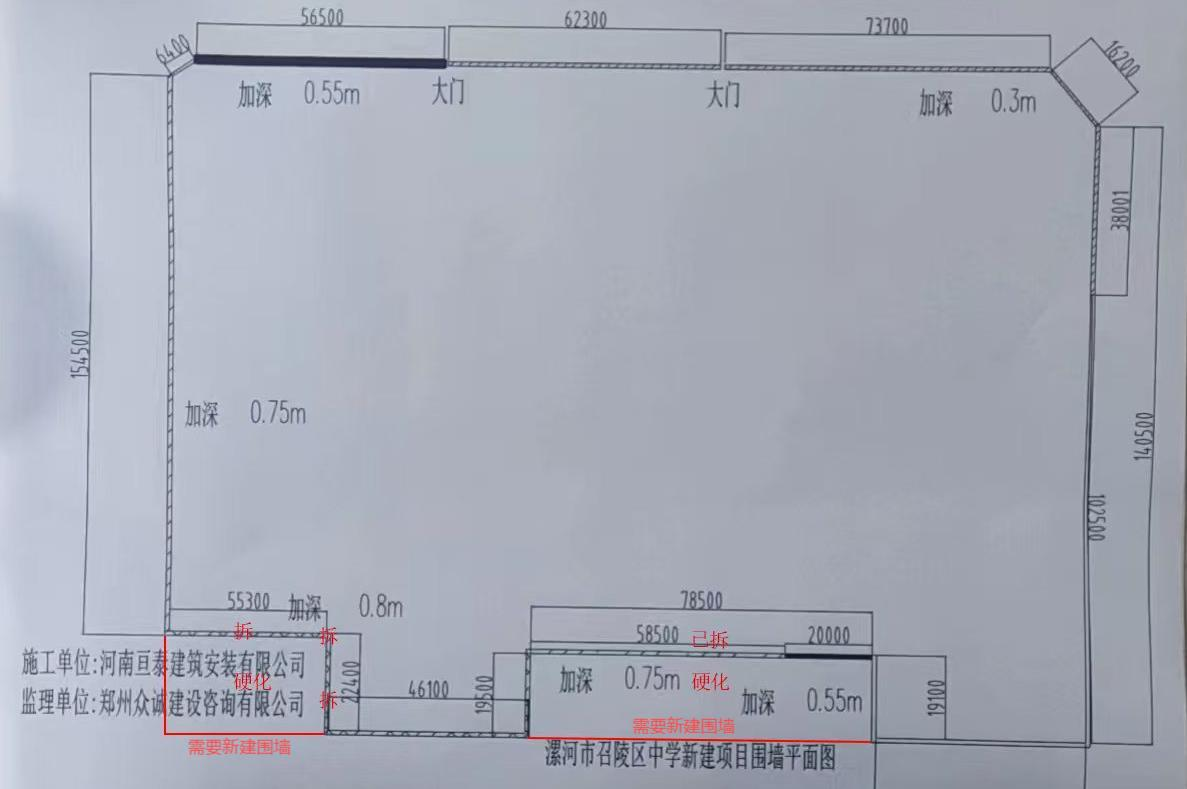 56500
62300
73700
6400
16200
加深 0.55m
大门
大门
加深 0.3m
38001
154500
140500
加深 0.75m
102500
55300
加深 0.8m
78500
拆
拆
58500
已拆
20000
施工单位:河南亘泰建筑安装有限公司
硬化
22400
46100
19500
加深 0.75m
硬化
19100
监理单位:郑州众诚建设咨询有限公司
拆
加深 0.55m
需要新建围墙
需要新建围墙
漯河市召陵区中学新建项目围墙平面图